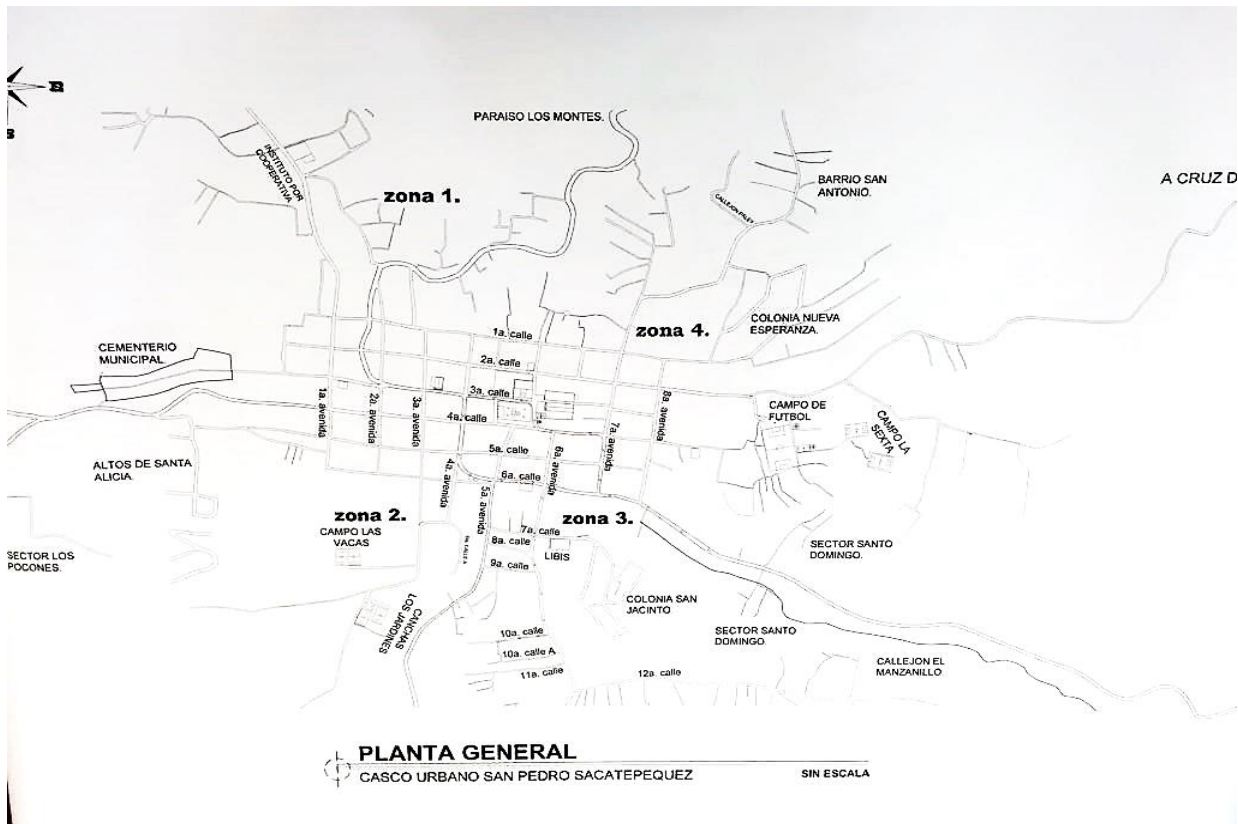 PARAISO LOS MONTES.
INSTITUTO POR
COOPERATIVA
zona 1.
CALLEJON PALEY
BARRIO SAN
ANTONIO.
A CRUZ D
zona 4.
COLONIA NUEVA
ESPERANZA.
CEMENTERIO
MUNICIPAL.
1a. calle
2a. calle
3a. calle
4a. calle
5a. calle
6a. calle
1a. avenida
2a. avenida
3a. avenida
4a. avenida
5a. avenida
6a. avenida
7a. avenida
8a. avenida
CAMPO DE
FUTBOL
CAMPO LA
SEXTA
ALTOS DE SANTA
ALICIA.
zona 2.
CAMPO LAS
VACAS
zona 3.
7a. calle
8a. calle
LIBIS
9a. calle
SECTOR LOS
POCONES.
SECTOR SANTO
DOMINGO.
COLONIA SAN
JACINTO
CANCHAS
LOS JARDINES
10a. calle
10a. calle A
11a. calle
12a. calle
SECTOR SANTO
DOMINGO.
CALLEJON EL
MANZANILLO
PLANTA GENERAL
CASCO URBANO SAN PEDRO SACATEPEQUEZ
SIN ESCALA